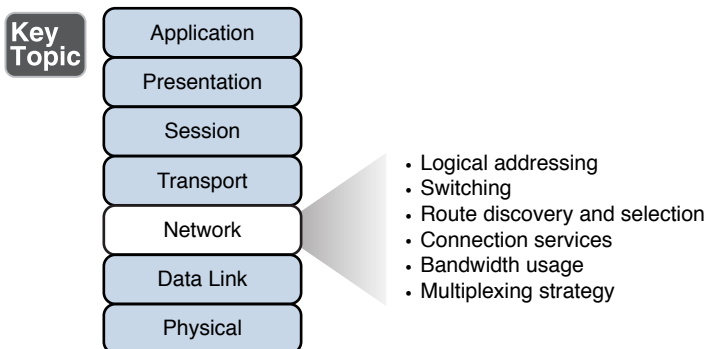 Key
Topic
Application
Presentation
Session
Transport
Network
Data Link
Physical
• Logical addressing
• Switching
• Route discovery and selection
• Connection services
• Bandwidth usage
• Multiplexing strategy